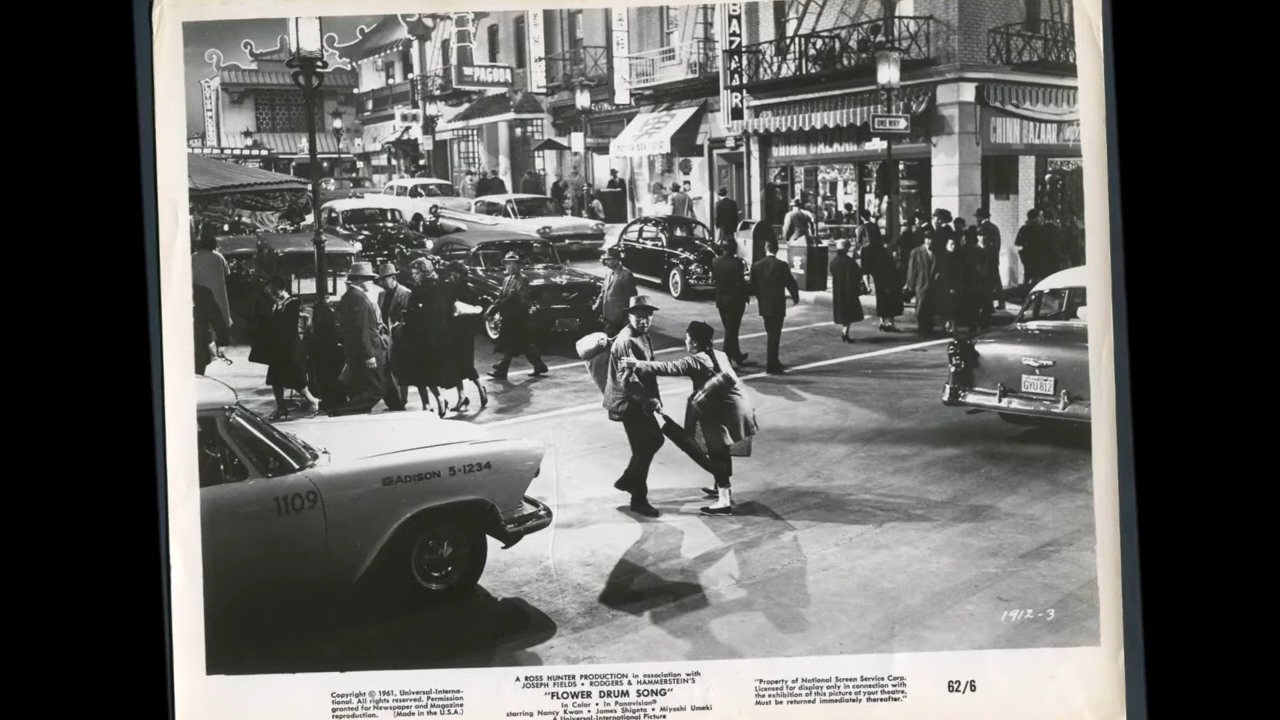 THE PAGODA
BAZAAR
ONE WAY
CHINN BAZAAR
CHINN BAZAAR
GYU 812
MADISON 5-1234
1109
1912-3
A ROSS HUNTER PRODUCTION in association with
JOSEPH FIELDS • RODGERS & HAMMERSTEIN'S
"FLOWER DRUM SONG"
In Color • In Panavision®
starring Nancy Kwan • James Shigeta • Miyoshi Umeki
A Universal-International Picture
Copyright © 1961, Universal-Interna-
tional. All rights reserved. Permission
granted for Newspaper and Magazine
reproduction. (Made in the U.S.A.)
"Property of National Screen Service Corp.
Licensed for display only in connection with
the exhibition of this picture at your theatre.
Must be returned immediately thereafter."
62/6